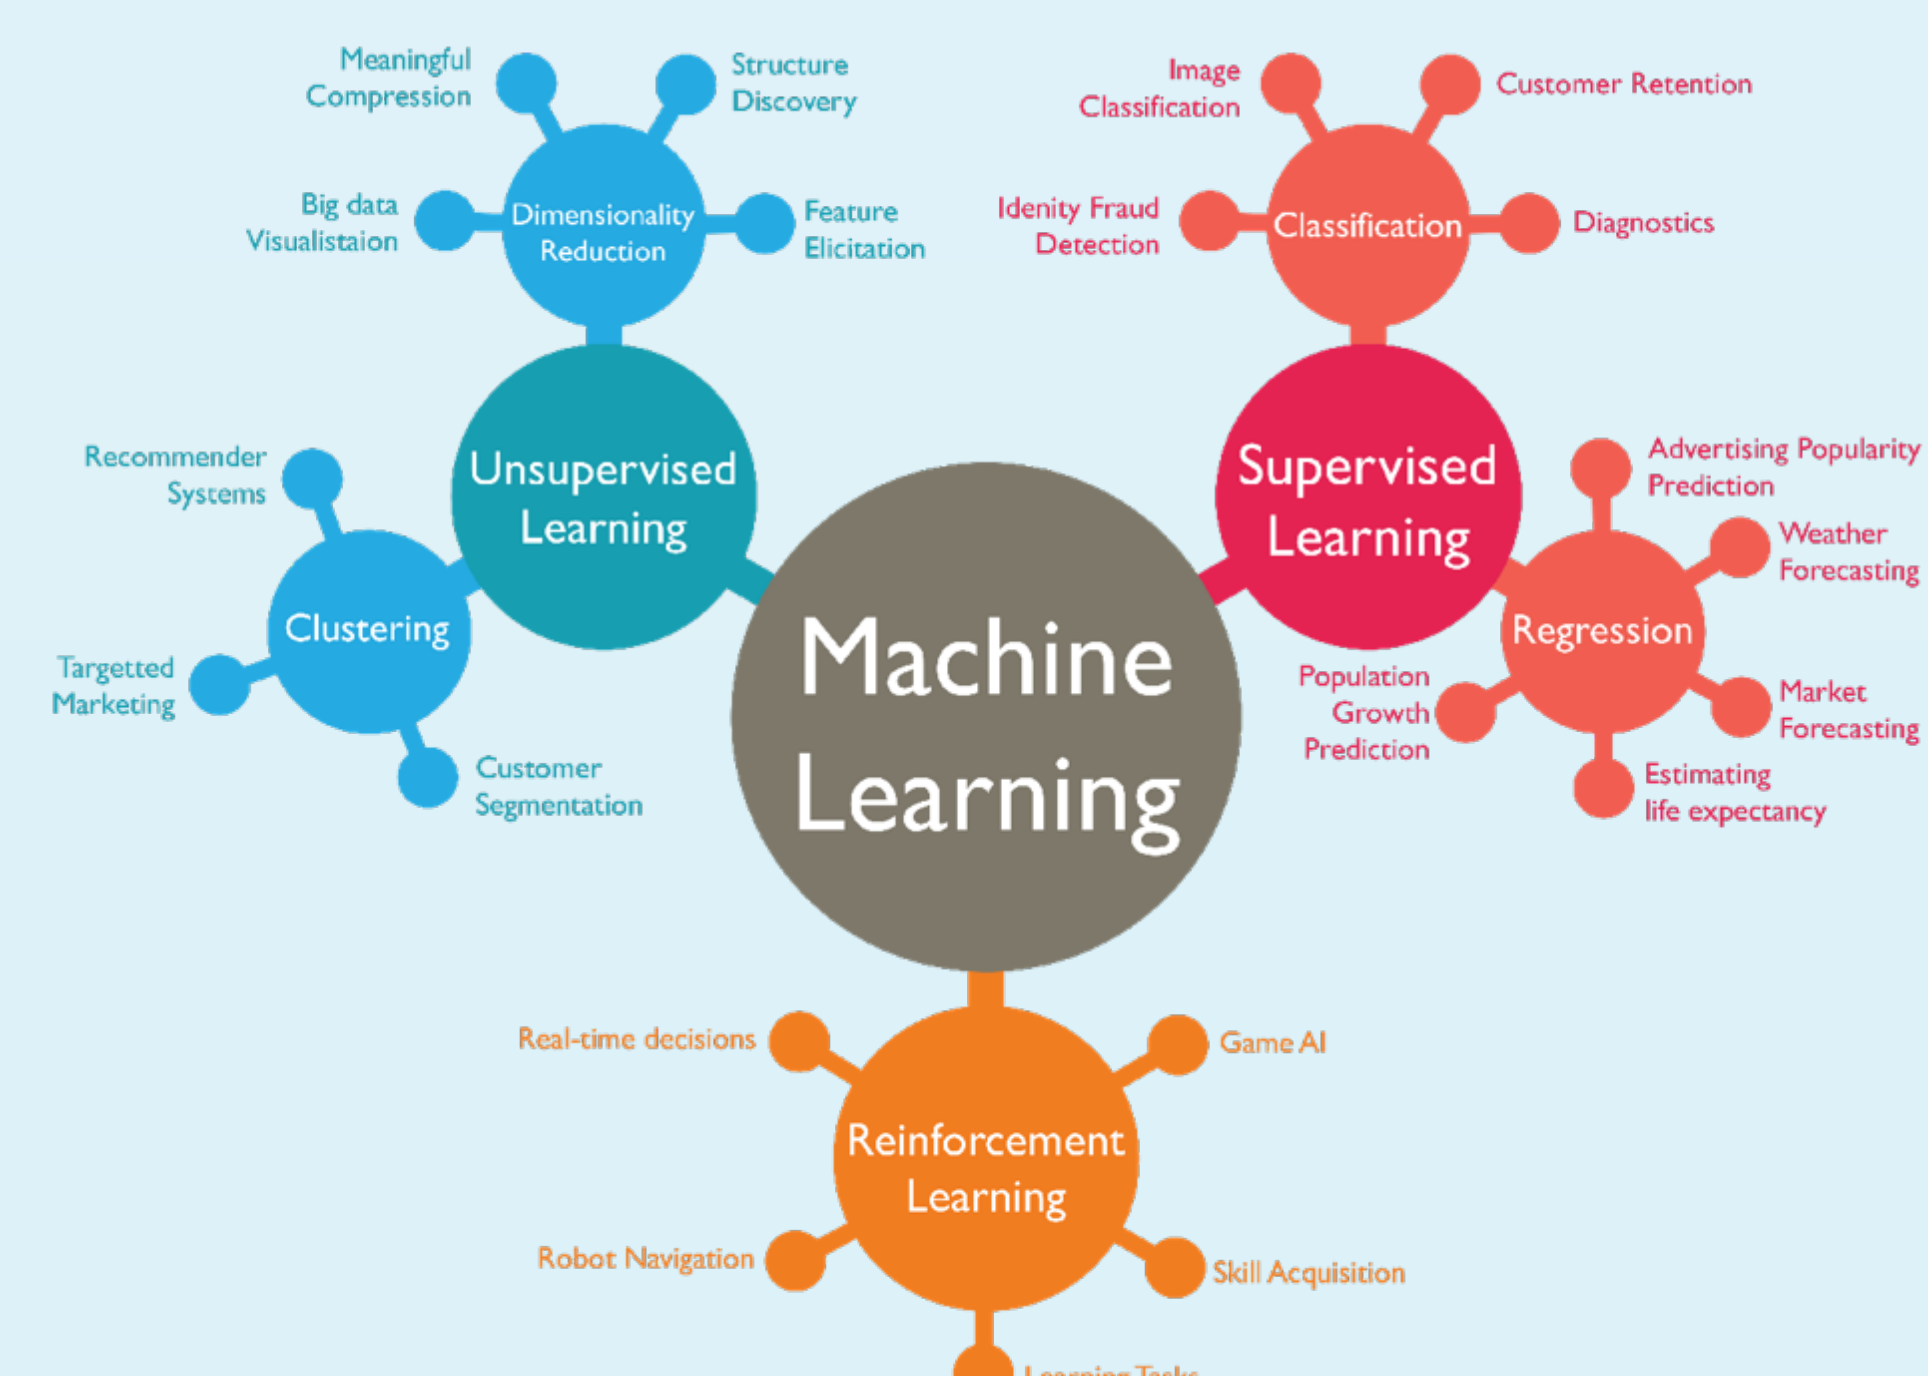 Meaningful
Compression
Structure
Discovery
Big data
Visualistaion
Dimensionality
Reduction
Feature
Elicitation
Image
Classification
Customer Retention
Idenity Fraud
Detection
Classification
Diagnostics
Unsupervised
Learning
Supervised
Learning
Recommender
Systems
Clustering
Targetted
Marketing
Customer
Segmentation
Machine
Learning
Advertising Popularity
Prediction
Weather
Forecasting
Regression
Population
Growth
Prediction
Market
Forecasting
Estimating
life expectancy
Real-time decisions
Game AI
Reinforcement
Learning
Robot Navigation
Skill Acquisition
Learning Tasks